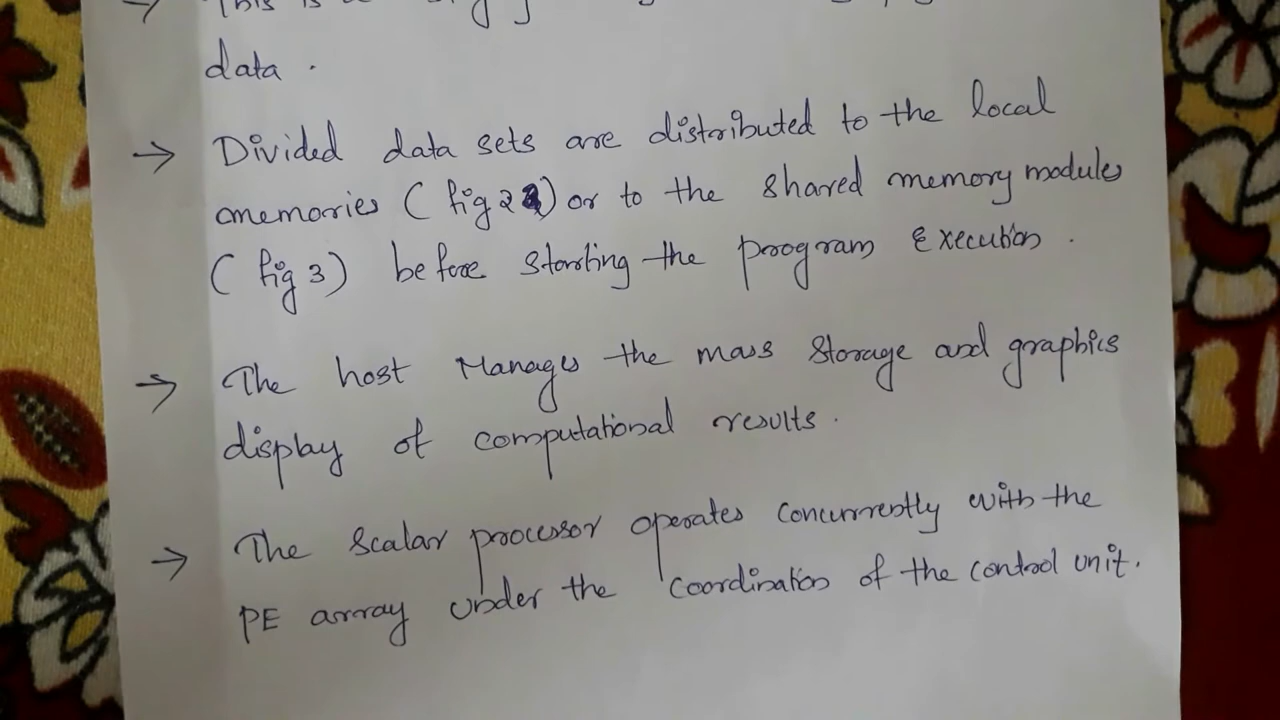 → This is
data.
→ Divided data sets are distributed to the local
memories (fig 2) or to the shared memory modules
(fig 3) before starting the program Execution.
→ The host Manages the mass storage and graphics
display of computational results.
→ The scalar processor operates concurrently with the
PE array under the coordination of the control unit.